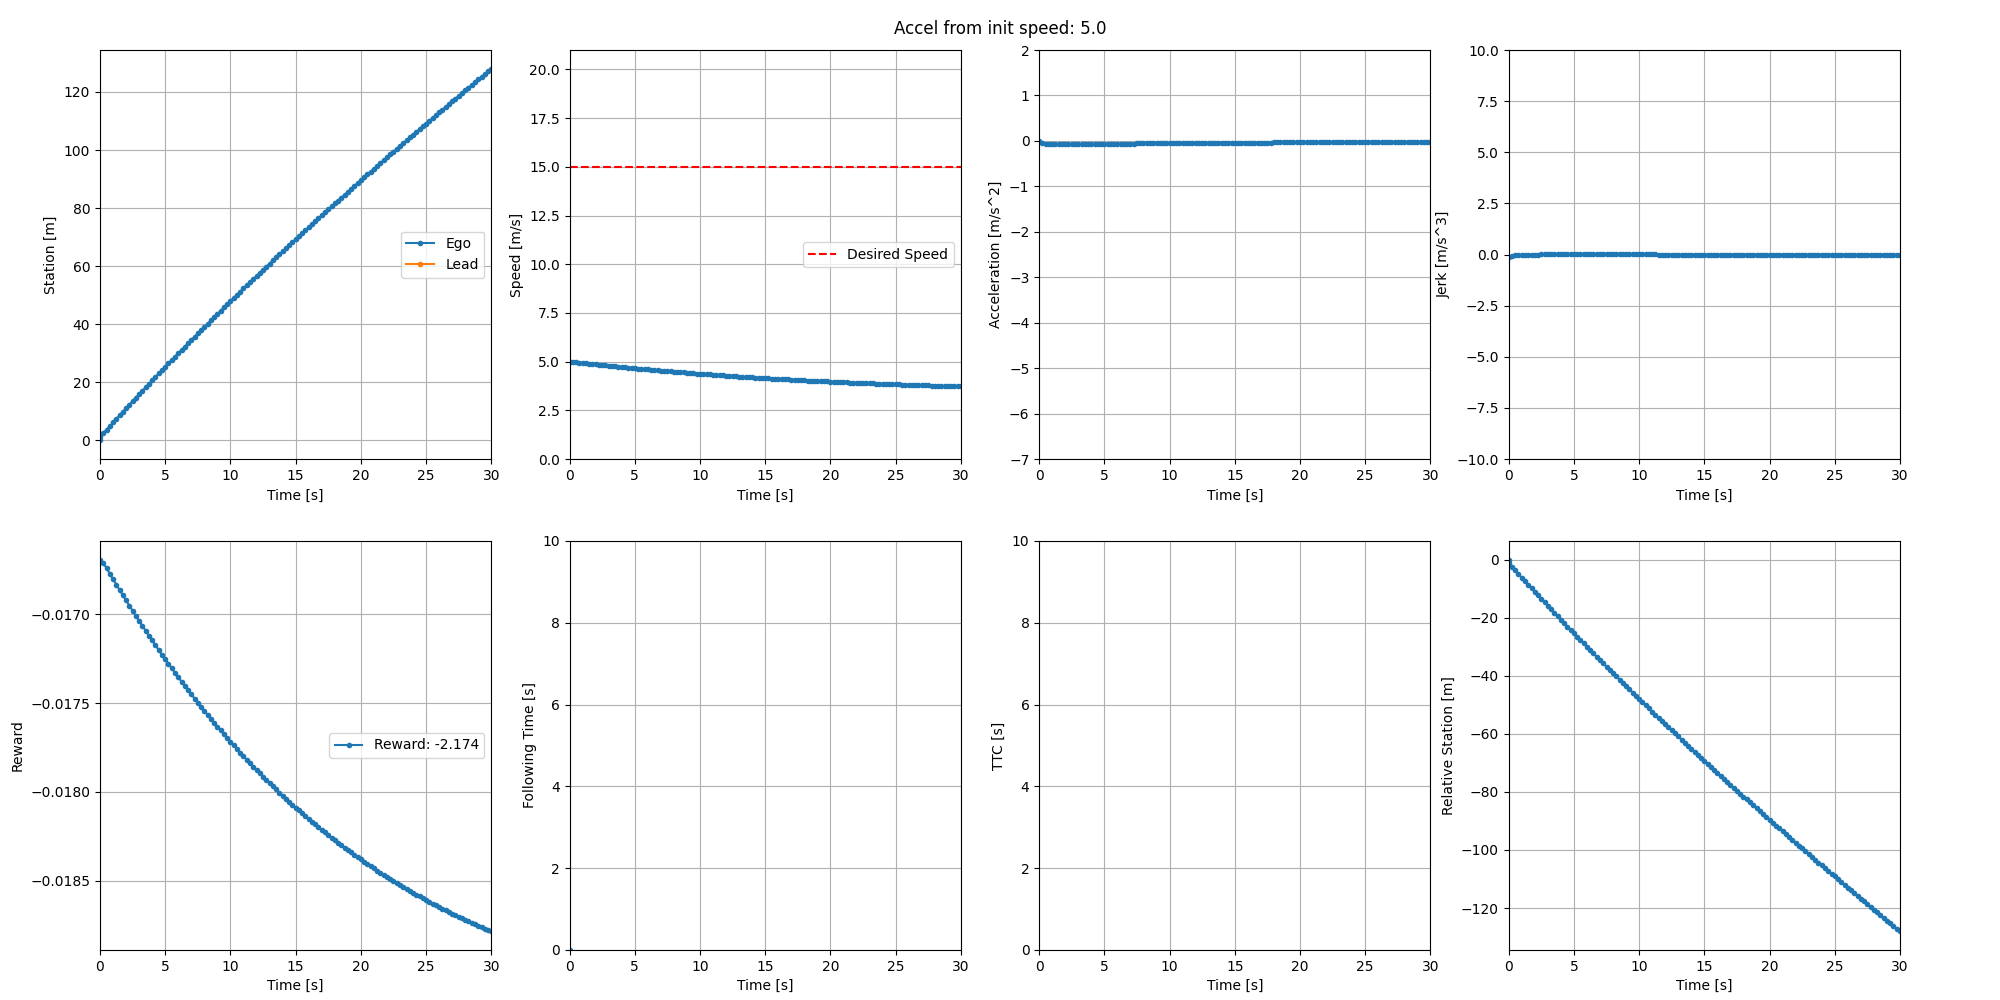 Accel from init speed: 5.0
Station [m]
120
100
80
60
40
20
0
Ego
Lead
0 5 10 15 20 25 30
Time [s]
Speed [m/s]
20.0
17.5
15.0
12.5
10.0
7.5
5.0
2.5
0.0
Desired Speed
0 5 10 15 20 25 30
Time [s]
Acceleration [m/s^2]
2
1
0
−1
−2
−3
−4
−5
−6
−7
0 5 10 15 20 25 30
Time [s]
Jerk [m/s^3]
10.0
7.5
5.0
2.5
0.0
−2.5
−5.0
−7.5
−10.0
0 5 10 15 20 25 30
Time [s]
Reward
−0.0170
−0.0175
−0.0180
−0.0185
Reward: -2.174
0 5 10 15 20 25 30
Time [s]
Following Time [s]
10
8
6
4
2
0
0 5 10 15 20 25 30
Time [s]
TTC [s]
10
8
6
4
2
0
0 5 10 15 20 25 30
Time [s]
Relative Station [m]
0
−20
−40
−60
−80
−100
−120
0 5 10 15 20 25 30
Time [s]